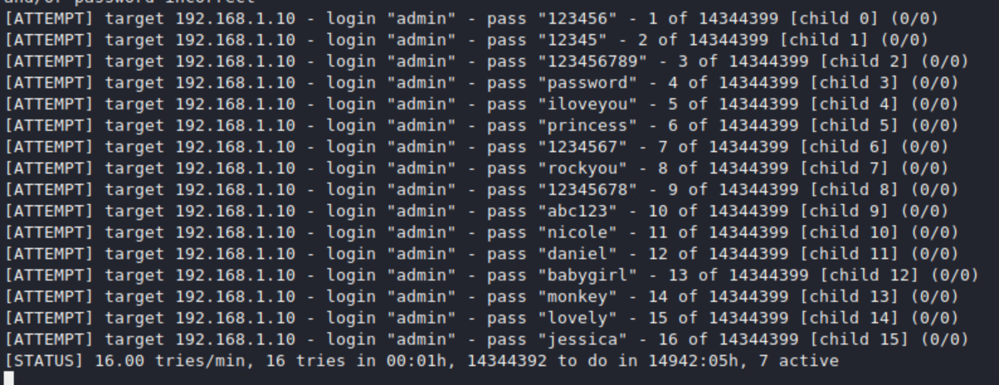 and/or password incorrect
[ATTEMPT] target 192.168.1.10 - login "admin" - pass "123456" - 1 of 14344399 [child 0] (0/0)
[ATTEMPT] target 192.168.1.10 - login "admin" - pass "12345" - 2 of 14344399 [child 1] (0/0)
[ATTEMPT] target 192.168.1.10 - login "admin" - pass "123456789" - 3 of 14344399 [child 2] (0/0)
[ATTEMPT] target 192.168.1.10 - login "admin" - pass "password" - 4 of 14344399 [child 3] (0/0)
[ATTEMPT] target 192.168.1.10 - login "admin" - pass "iloveyou" - 5 of 14344399 [child 4] (0/0)
[ATTEMPT] target 192.168.1.10 - login "admin" - pass "princess" - 6 of 14344399 [child 5] (0/0)
[ATTEMPT] target 192.168.1.10 - login "admin" - pass "1234567" - 7 of 14344399 [child 6] (0/0)
[ATTEMPT] target 192.168.1.10 - login "admin" - pass "rockyou" - 8 of 14344399 [child 7] (0/0)
[ATTEMPT] target 192.168.1.10 - login "admin" - pass "12345678" - 9 of 14344399 [child 8] (0/0)
[ATTEMPT] target 192.168.1.10 - login "admin" - pass "abc123" - 10 of 14344399 [child 9] (0/0)
[ATTEMPT] target 192.168.1.10 - login "admin" - pass "nicole" - 11 of 14344399 [child 10] (0/0)
[ATTEMPT] target 192.168.1.10 - login "admin" - pass "daniel" - 12 of 14344399 [child 11] (0/0)
[ATTEMPT] target 192.168.1.10 - login "admin" - pass "babygirl" - 13 of 14344399 [child 12] (0/0)
[ATTEMPT] target 192.168.1.10 - login "admin" - pass "monkey" - 14 of 14344399 [child 13] (0/0)
[ATTEMPT] target 192.168.1.10 - login "admin" - pass "lovely" - 15 of 14344399 [child 14] (0/0)
[ATTEMPT] target 192.168.1.10 - login "admin" - pass "jessica" - 16 of 14344399 [child 15] (0/0)
[STATUS] 16.00 tries/min, 16 tries in 00:01h, 14344392 to do in 14942:05h, 7 active